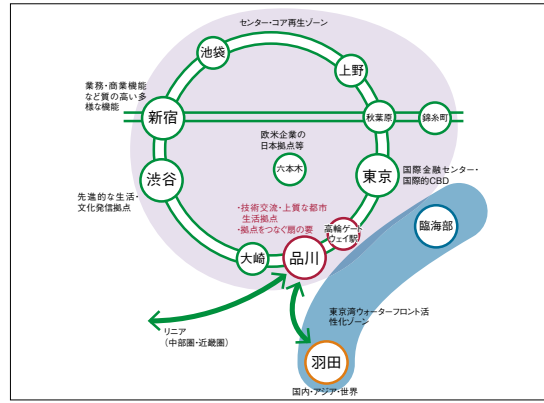 センター・コア再生ゾーン
池袋
上野
業務・商業機能
など質の高い多
様な機能
新宿
秋葉原
錦糸町
欧米企業の
日本拠点等
六本木
渋谷
東京
国際金融センター・
国際的CBD
先進的な生活・
文化発信拠点
・技術交流・上質な都市
生活拠点
・拠点をつなぐ扇の要
高輪ゲート
ウェイ駅
臨海部
大崎
品川
東京湾ウォーターフロント活
性化ゾーン
リニア
（中部圏・近畿圏）
羽田
国内・アジア・世界